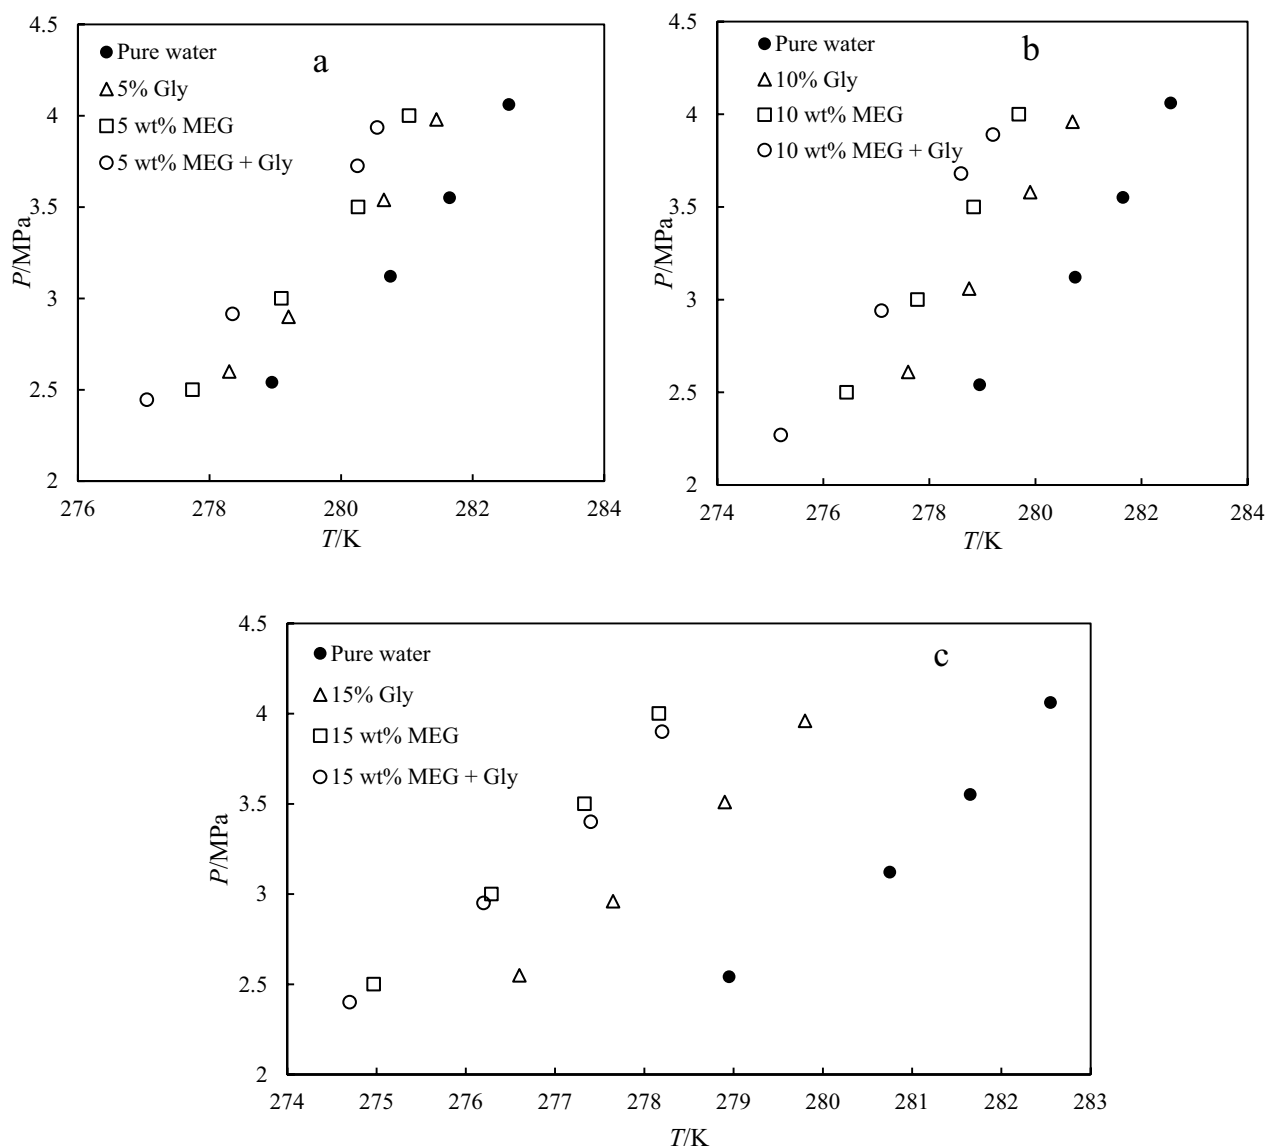 4.5
4
3.5
3
2.5
2
P/MPa
Pure water
5% Gly
5 wt% MEG
5 wt% MEG + Gly
a
276
278
280
282
284
T/K
4.5
4
3.5
3
2.5
2
P/MPa
Pure water
10% Gly
10 wt% MEG
10 wt% MEG + Gly
b
274
276
278
280
282
284
T/K
4.5
4
3.5
3
2.5
2
P/MPa
Pure water
15% Gly
15 wt% MEG
15 wt% MEG + Gly
c
274
275
276
277
278
279
280
281
282
283
T/K